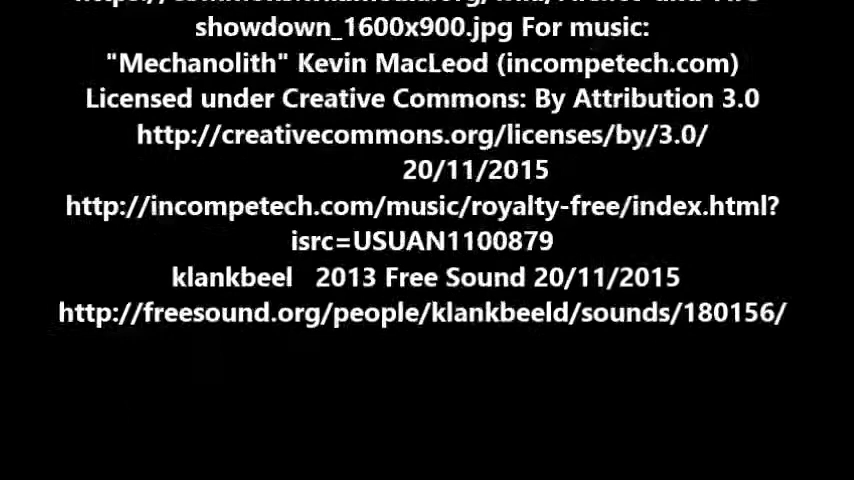 showdown_1600x900.jpg For music:
"Mechanolith" Kevin MacLeod (incompetech.com)
Licensed under Creative Commons: By Attribution 3.0
http://creativecommons.org/licenses/by/3.0/
20/11/2015
http://incompetech.com/music/royalty-free/index.html?
isrc=USUAN1100879
klankbeel 2013 Free Sound 20/11/2015
http://freesound.org/people/klankbeeld/sounds/180156/